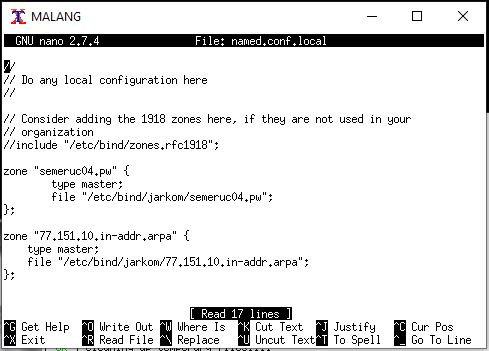 MALANG
GNU nano 2.7.4 File: named.conf.local
//
// Do any local configuration here
//
// Consider adding the 1918 zones here, if they are not used in your
// organization
//include "/etc/bind/zones.rfc1918";
zone "semeruc04.pw" {
type master;
file "/etc/bind/jarkom/semeruc04.pw";
};
zone "77.151.10.in-addr.arpa" {
type master;
file "/etc/bind/jarkom/77.151.10.in-addr.arpa";
};
[ Read 17 lines ]
^G Get Help ^O Write Out ^W Where Is ^K Cut Text ^J Justify ^C Cur Pos
^X Exit ^R Read File ^\ Replace ^U Uncut Text ^T To Spell ^_ Go To Line